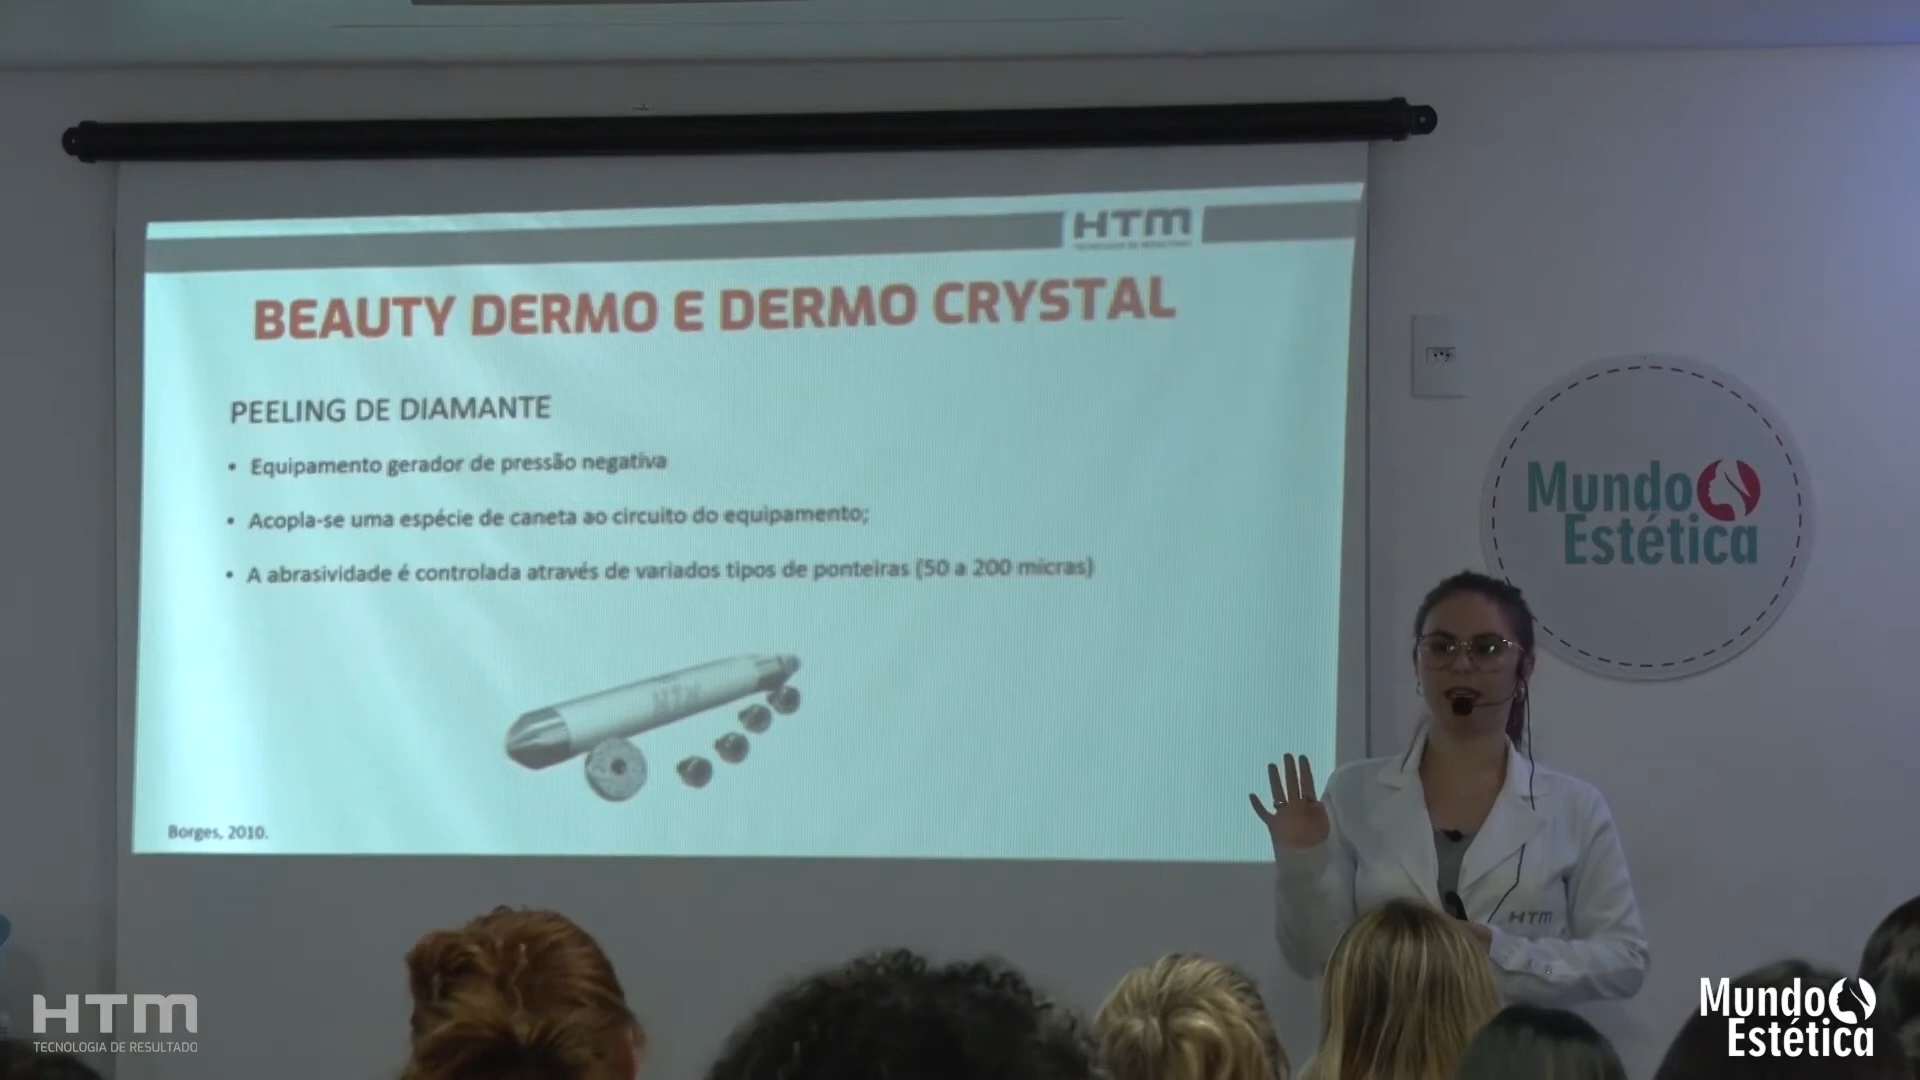 HTM
BEAUTY DERMO E DERMO CRYSTAL
PEELING DE DIAMANTE
• Equipamento gerador de pressão negativa
• Acopla-se uma espécie de caneta ao circuito do equipamento;
• A abrasividade é controlada através de variados tipos de ponteiras (50 a 200 micras)
HTM
Borges, 2010.
Mundo
Estética
HTM
HTM
TECNOLOGIA DE RESULTADO
Mundo
Estética